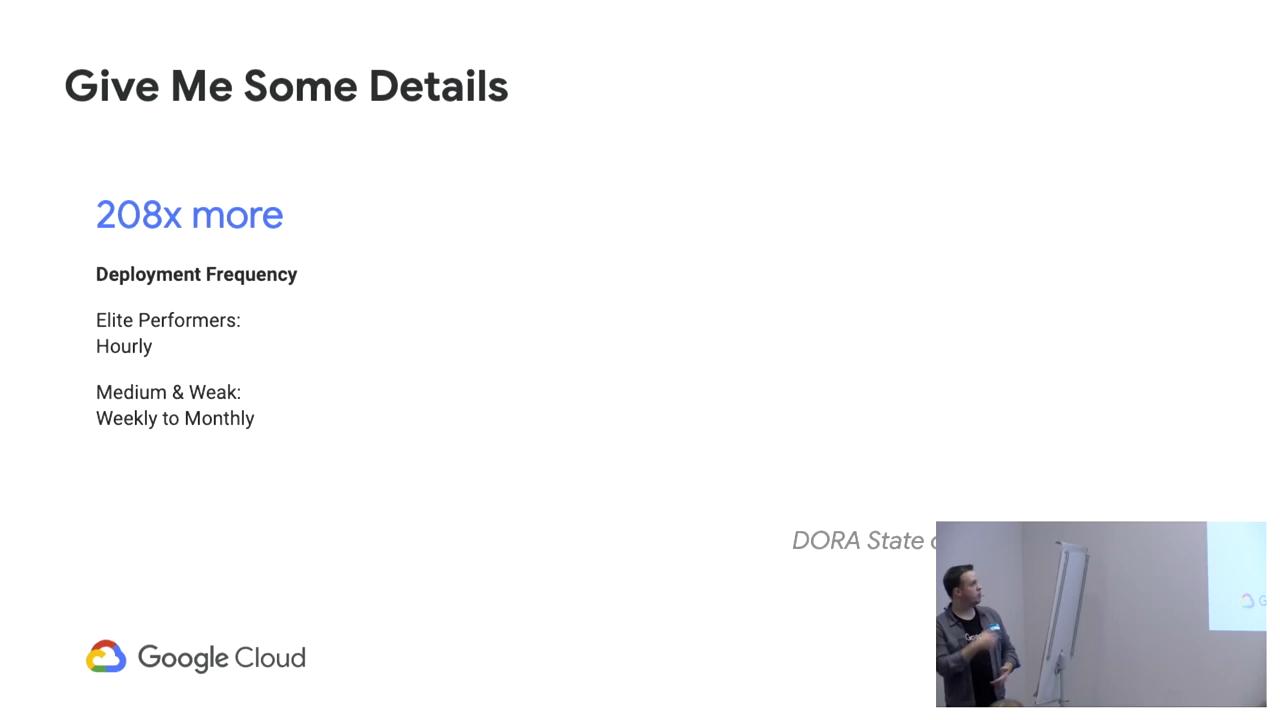 Give Me Some Details
208x more
Deployment Frequency
Elite Performers:
Hourly
Medium & Weak:
Weekly to Monthly
DORA State
Google Cloud